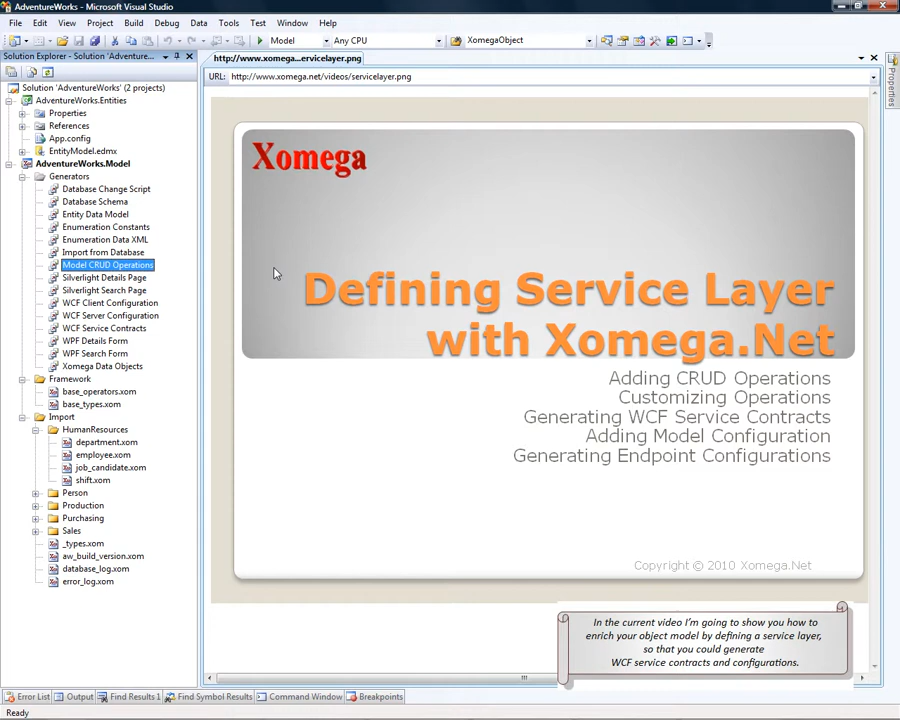 AdventureWorks - Microsoft Visual Studio
File Edit View Project Build Debug Data Tools Test Window Help
Model Any CPU XomegaObject
Solution Explorer - Solution 'Adventure...
http://www.xomega...ervicelayer.png
URL: http://www.xomega.net/videos/servicelayer.png
Properties
Solution 'AdventureWorks' (2 projects)
AdventureWorks.Entities
Properties
References
App.config
EntityModel.edmx
AdventureWorks.Model
Generators
Database Change Script
Database Schema
Entity Data Model
Enumeration Constants
Enumeration Data XML
Import from Database
Model CRUD Operations
Silverlight Details Page
Silverlight Search Page
WCF Client Configuration
WCF Server Configuration
WCF Service Contracts
WPF Details Form
WPF Search Form
Xomega Data Objects
Framework
base_operators.xom
base_types.xom
Import
HumanResources
department.xom
employee.xom
job_candidate.xom
shift.xom
Person
Production
Purchasing
Sales
_types.xom
aw_build_version.xom
database_log.xom
error_log.xom
Xomega
Defining Service Layer
with Xomega.Net
Adding CRUD Operations
Customizing Operations
Generating WCF Service Contracts
Adding Model Configuration
Generating Endpoint Configurations
Copyright © 2010 Xomega.Net
In the current video I'm going to show you how to
enrich your object model by defining a service layer,
so that you could generate
WCF service contracts and configurations.
Error List Output Find Results 1 Find Symbol Results Command Window Breakpoints
Ready